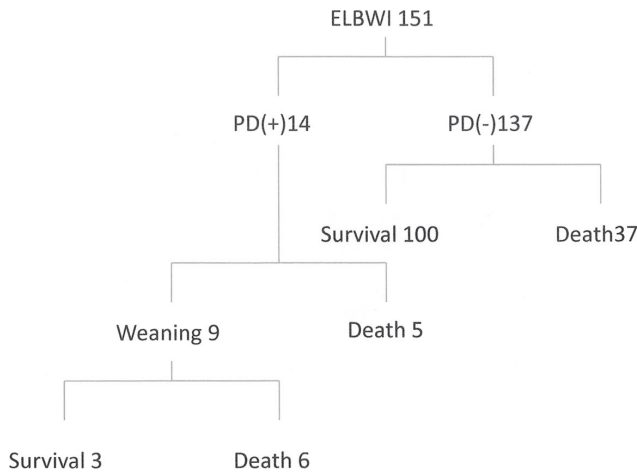 ELBWI 151
PD(+)14
PD(-)137
Survival 100
Death37
Weaning 9
Death 5
Survival 3
Death 6